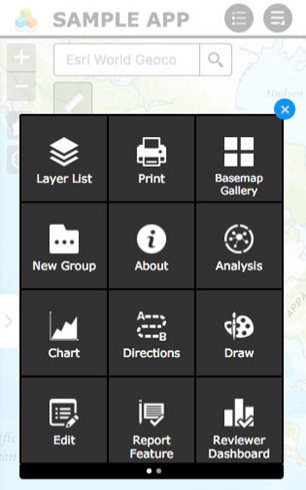 SAMPLE APP
Esri World Geoco
Hudson
Layer List
Print
Basemap
Gallery
New Group
About
Analysis
Chart
A
B
Directions
Draw
Edit
Report
Feature
Reviewer
Dashboard